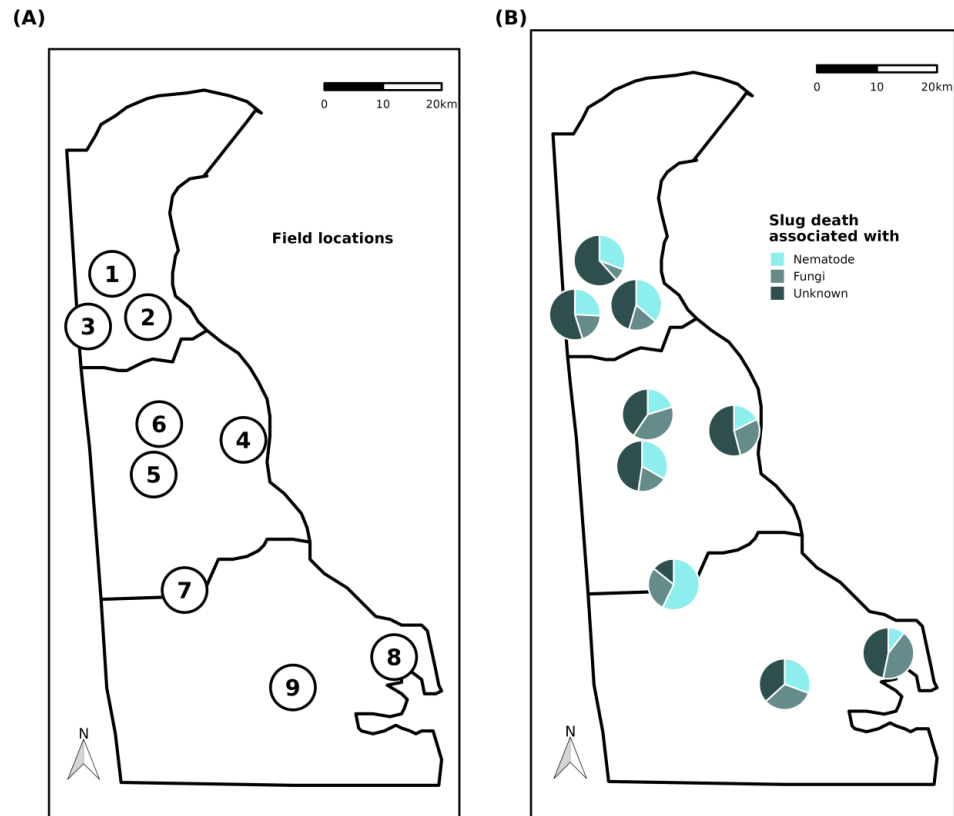 (A)
0 10 20km
Field locations
1
2
3
6
4
5
7
8
9
N
(B)
0 10 20km
Slug death
associated with
Nematode
Fungi
Unknown
N